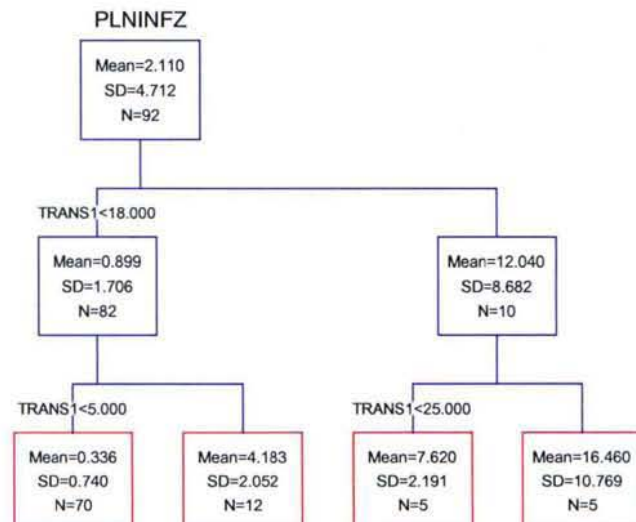 PLNINFZ
Mean=2.110
SD=4.712
N=92
TRANS1<18.000
Mean=0.899
SD=1.706
N=82
Mean=12.040
SD=8.682
N=10
TRANS1<5.000
TRANS1<25.000
Mean=0.336
SD=0.740
N=70
Mean=4.183
SD=2.052
N=12
Mean=7.620
SD=2.191
N=5
Mean=16.460
SD=10.769
N=5